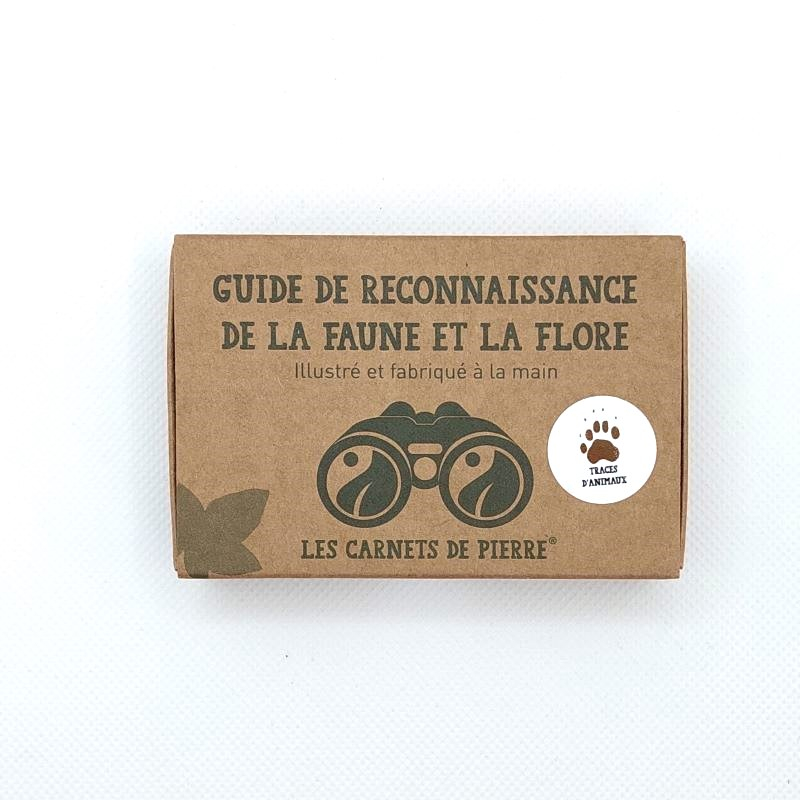 GUIDE DE RECONNAISSANCE
DE LA FAUNE ET LA FLORE
Illustré et fabriqué à la main
TRACES
D'ANIMAUX
LES CARNETS DE PIERRE®